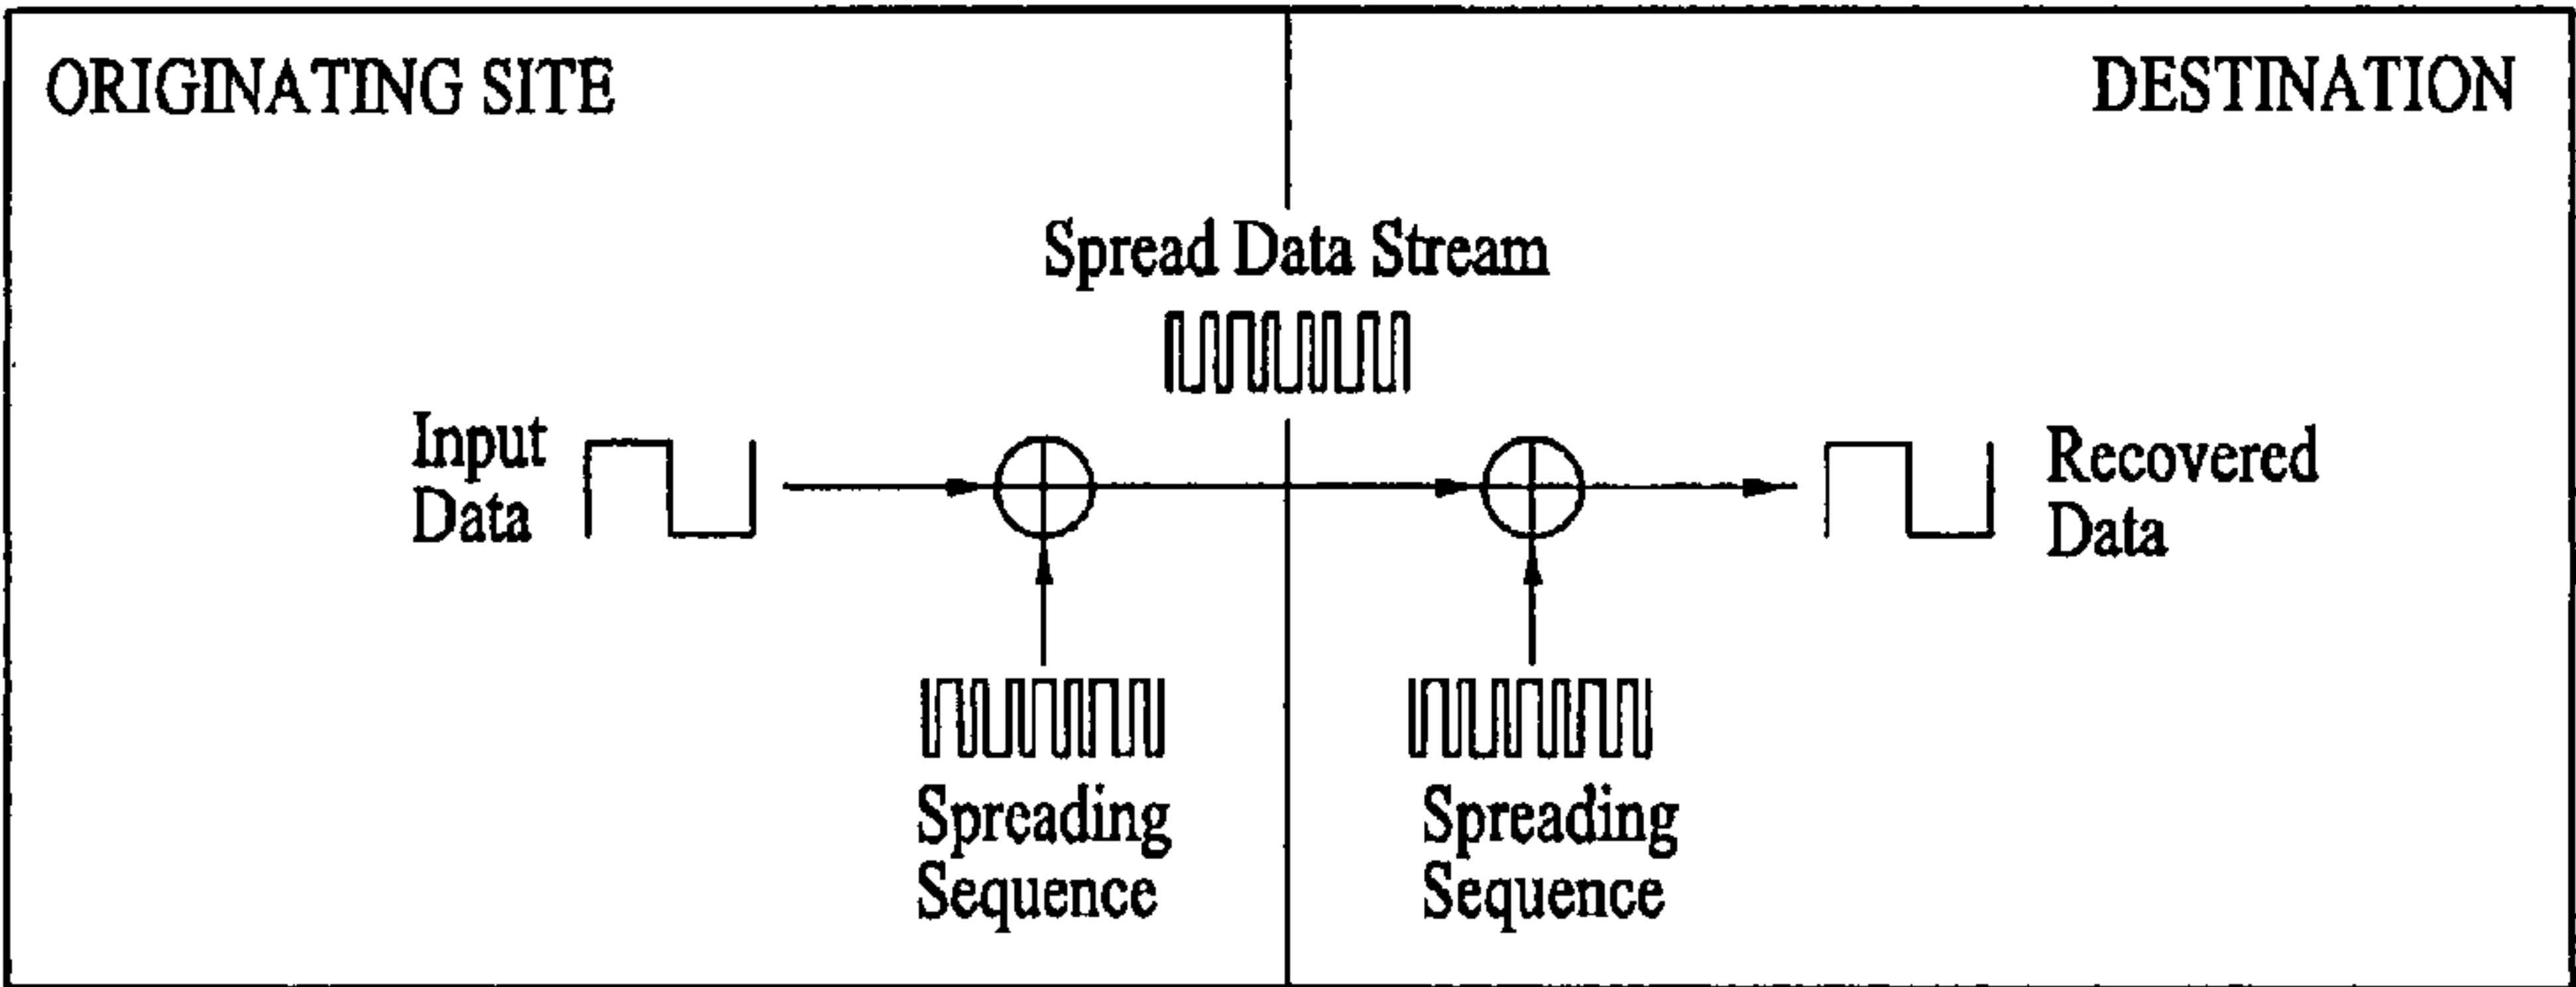 ORIGINATING SITE
DESTINATION
Spread Data Stream
Input
Data
Recovered
Data
Spreading
Sequence
Spreading
Sequence